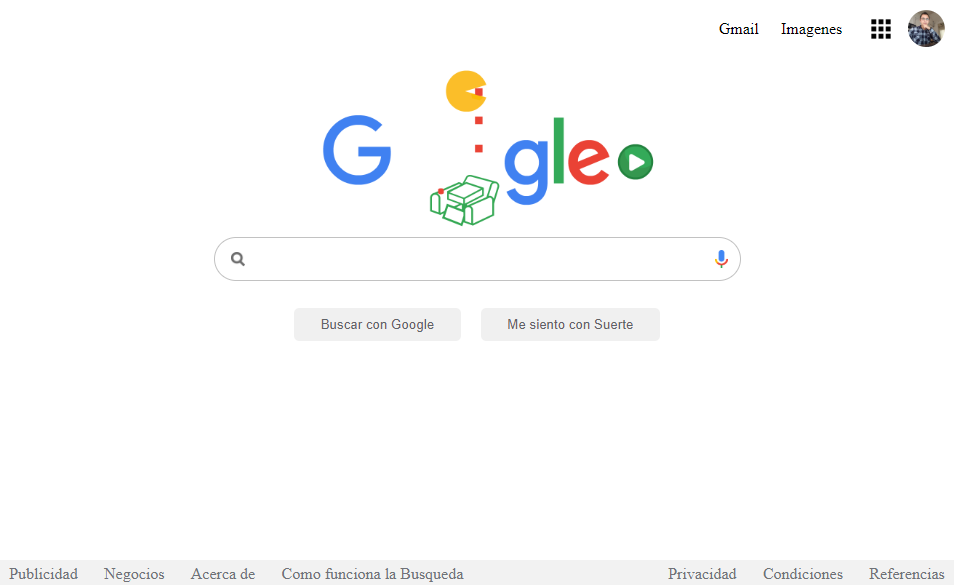 Gmail Imagenes
G gle
Buscar con Google Me siento con Suerte
Publicidad Negocios Acerca de Como funciona la Busqueda Privacidad Condiciones Referencias